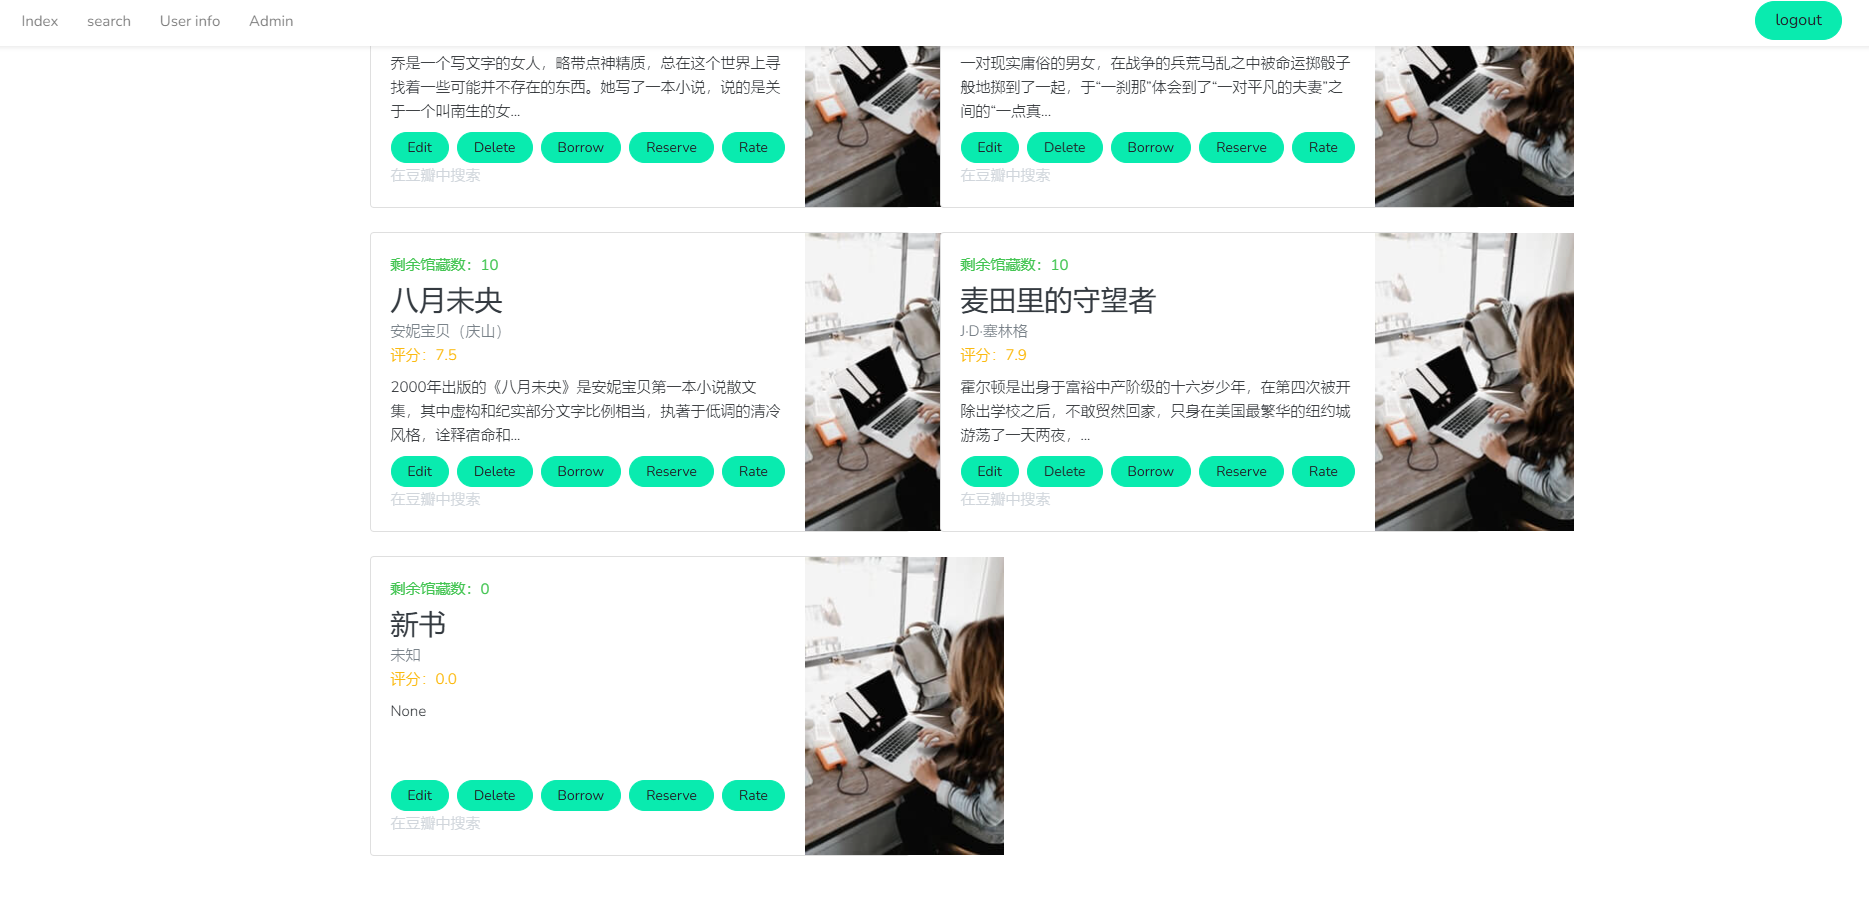 Index search User info Admin logout
乔是一个写文字的女人，略带点神精质，总在这个世界上寻
找着一些可能并不存在的东西。她写了一本小说，说的是关
于一个叫南生的女...
Edit Delete Borrow Reserve Rate
在豆瓣中搜索
一对现实庸俗的男女，在战争的兵荒马乱之中被命运掷骰子
般地掷到了一起，于“一刹那”体会到了“一对平凡的夫妻”之
间的“一点真...
Edit Delete Borrow Reserve Rate
在豆瓣中搜索
剩余馆藏数：10
八月未央
安妮宝贝（庆山）
评分：7.5
2000年出版的《八月未央》是安妮宝贝第一本小说散文
集，其中虚构和纪实部分文字比例相当，执著于低调的清冷
风格，诠释宿命和...
Edit Delete Borrow Reserve Rate
在豆瓣中搜索
剩余馆藏数：10
麦田里的守望者
J·D·塞林格
评分：7.9
霍尔顿是出身于富裕中产阶级的十六岁少年，在第四次被开
除出学校之后，不敢贸然回家，只身在美国最繁华的纽约城
游荡了一天两夜，...
Edit Delete Borrow Reserve Rate
在豆瓣中搜索
剩余馆藏数：0
新书
未知
评分：0.0
None
Edit Delete Borrow Reserve Rate
在豆瓣中搜索